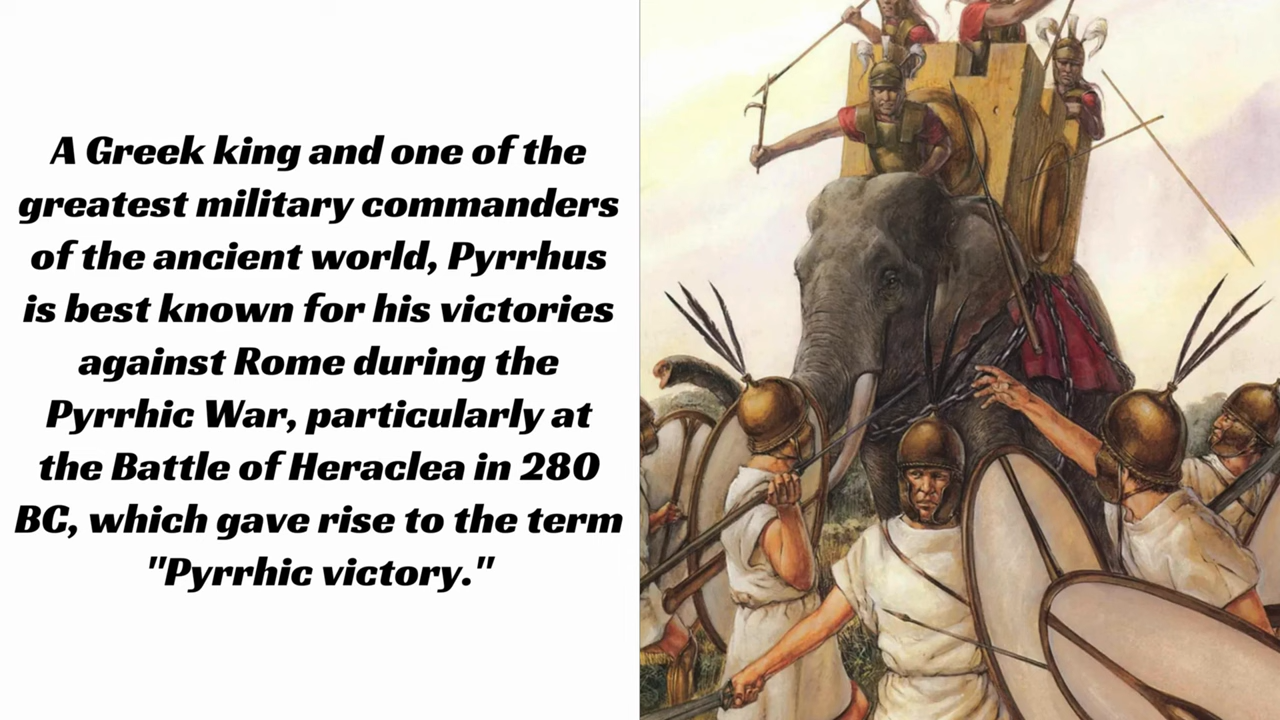 A Greek king and one of the
greatest military commanders
of the ancient world, Pyrrhus
is best known for his victories
against Rome during the
Pyrrhic War, particularly at
the Battle of Heraclea in 280
BC, which gave rise to the term
"Pyrrhic victory."